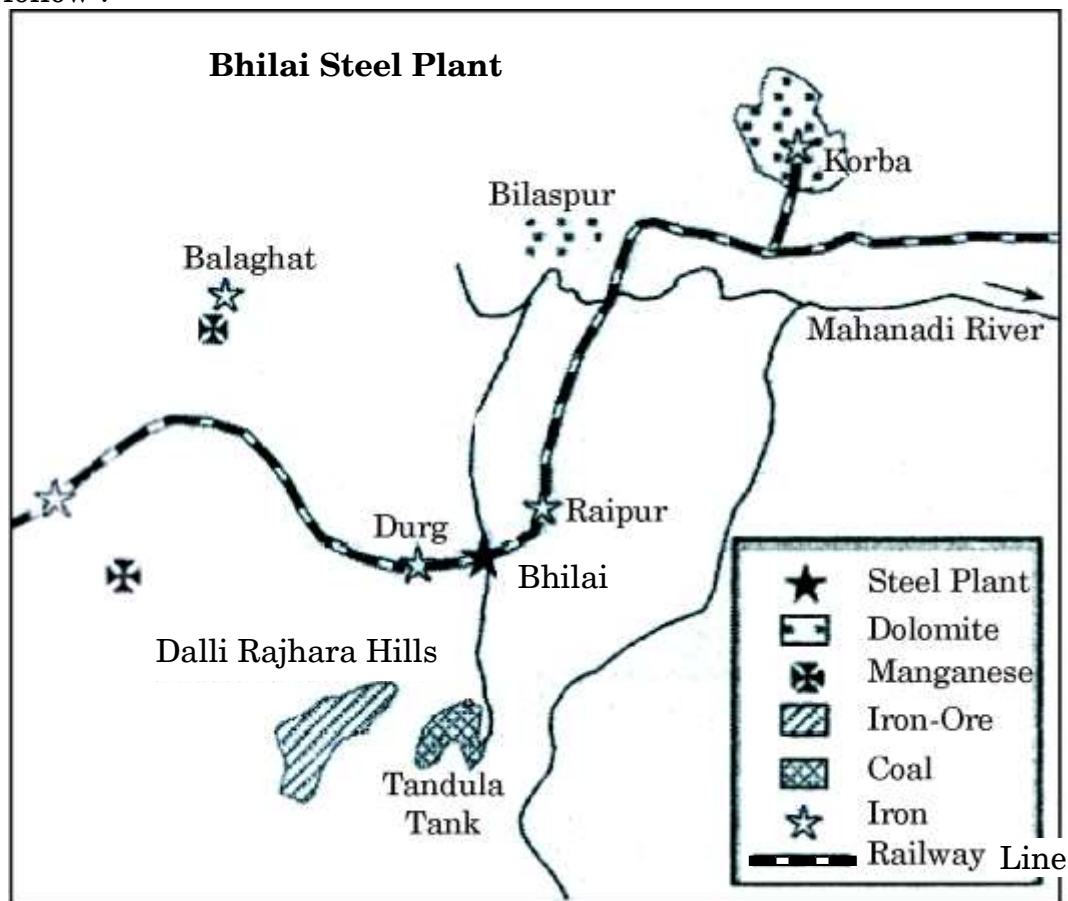 Bhilai Steel Plant
Korba
Bilaspur
Balaghat
Mahanadi River
Raipur
Durg
Bhilai
Dalli Rajhara Hills
Tandula
Tank
Steel Plant
Dolomite
Manganese
Iron-Ore
Coal
Iron
Railway Line